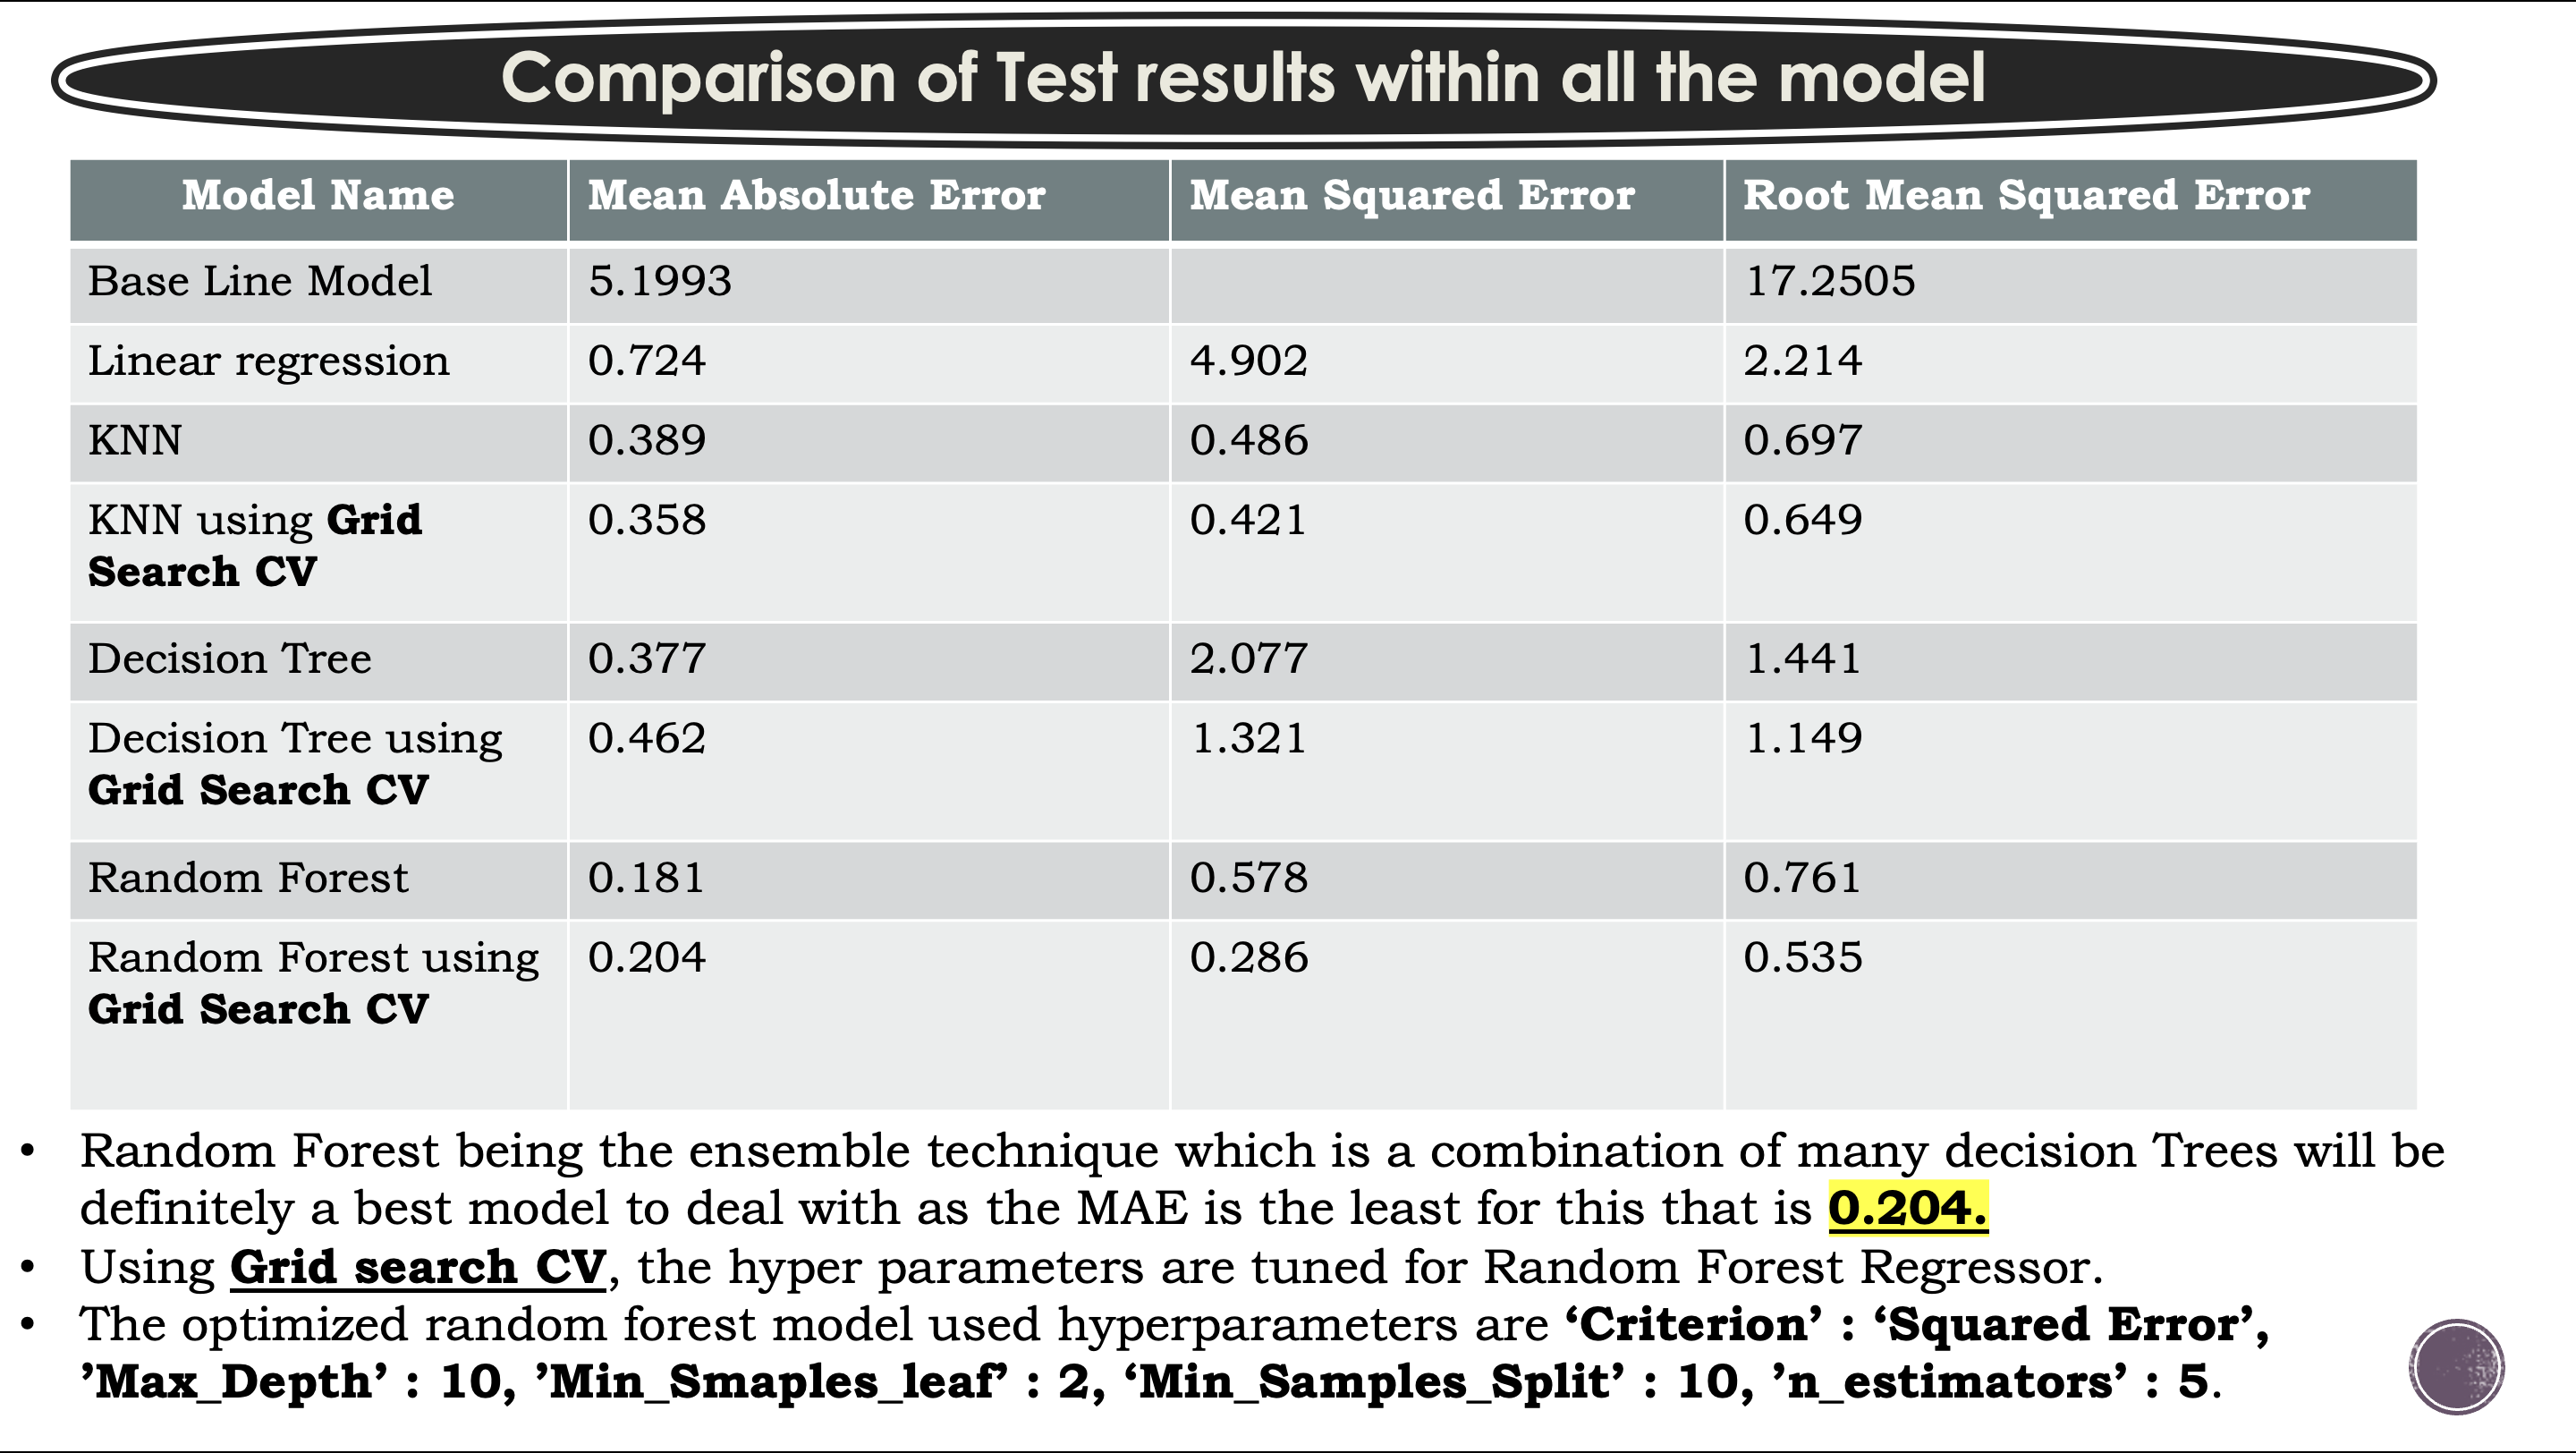 Comparison of Test results within all the model
Model Name Mean Absolute Error Mean Squared Error Root Mean Squared Error
Base Line Model 5.1993 17.2505
Linear regression 0.724 4.902 2.214
KNN 0.389 0.486 0.697
KNN using Grid 0.358 0.421 0.649
Search CV
Decision Tree 0.377 2.077 1.441
Decision Tree using 0.462 1.321 1.149
Grid Search CV
Random Forest 0.181 0.578 0.761
Random Forest using 0.204 0.286 0.535
Grid Search CV
• Random Forest being the ensemble technique which is a combination of many decision Trees will be
definitely a best model to deal with as the MAE is the least for this that is 0.204.
• Using Grid search CV, the hyper parameters are tuned for Random Forest Regressor.
• The optimized random forest model used hyperparameters are ‘Criterion’ : ‘Squared Error’,
’Max_Depth’ : 10, ’Min_Smaples_leaf’ : 2, ‘Min_Samples_Split’ : 10, ’n_estimators’ : 5.